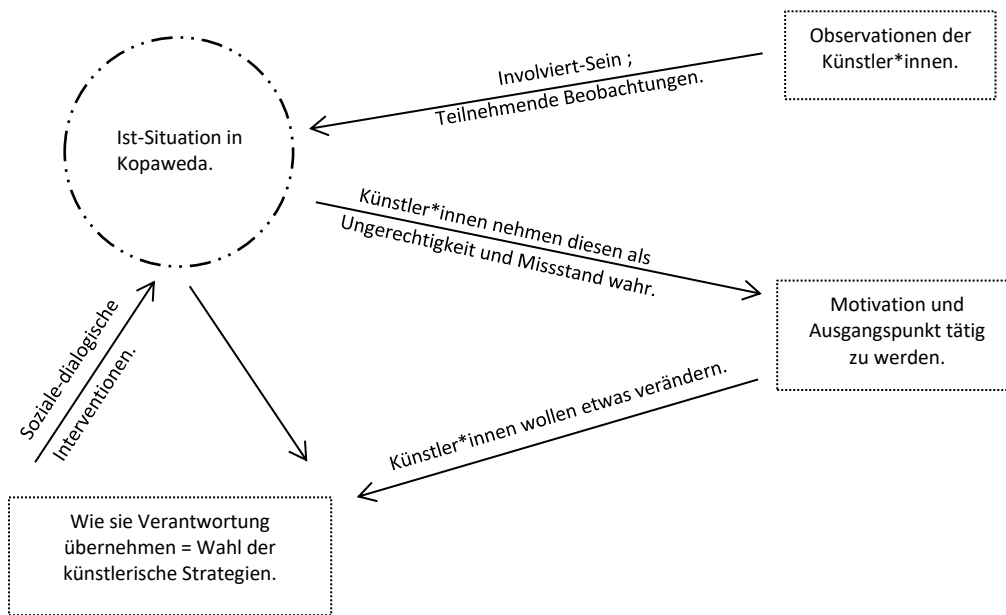 Observationen der
Künstler*innen.
Involviert-Sein ;
Teilnehmende Beobachtungen.
Ist-Situation in
Kopaweda.
Künstler*innen nehmen diesen als
Ungerechtigkeit und Missstand wahr.
Motivation und
Ausgangspunkt tätig
zu werden.
Künstler*innen wollen etwas verändern.
Soziale-dialogische
Interventionen.
Wie sie Verantwortung
übernehmen = Wahl der
künstlerische Strategien.